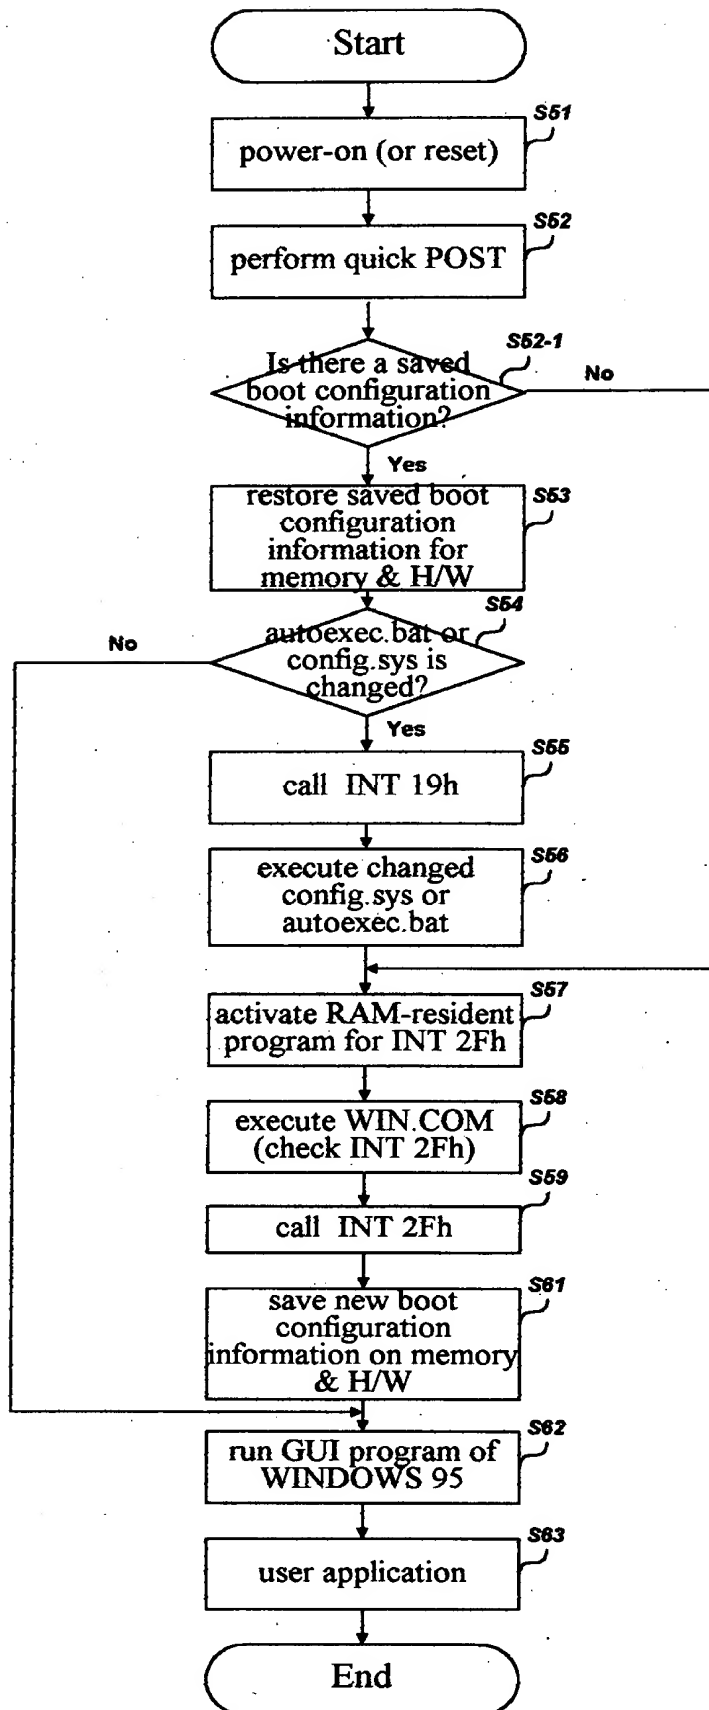 Start
S51
power-on (or reset)
S52
perform quick POST
S52-1
Is there a saved
boot configuration
information?
No
Yes
restore saved boot
configuration
information for
memory & H/W
S53
S54
No
autoexec.bat or
config.sys is
changed?
Yes
S55
call INT 19h
S56
execute changed
config.sys or
autoexec.bat
S57
activate RAM-resident
program for INT 2Fh
S58
execute WIN.COM
(check INT 2Fh)
S59
call INT 2Fh
S61
save new boot
configuration
information on memory
& H/W
S62
run GUI program of
WINDOWS 95
S63
user application
End